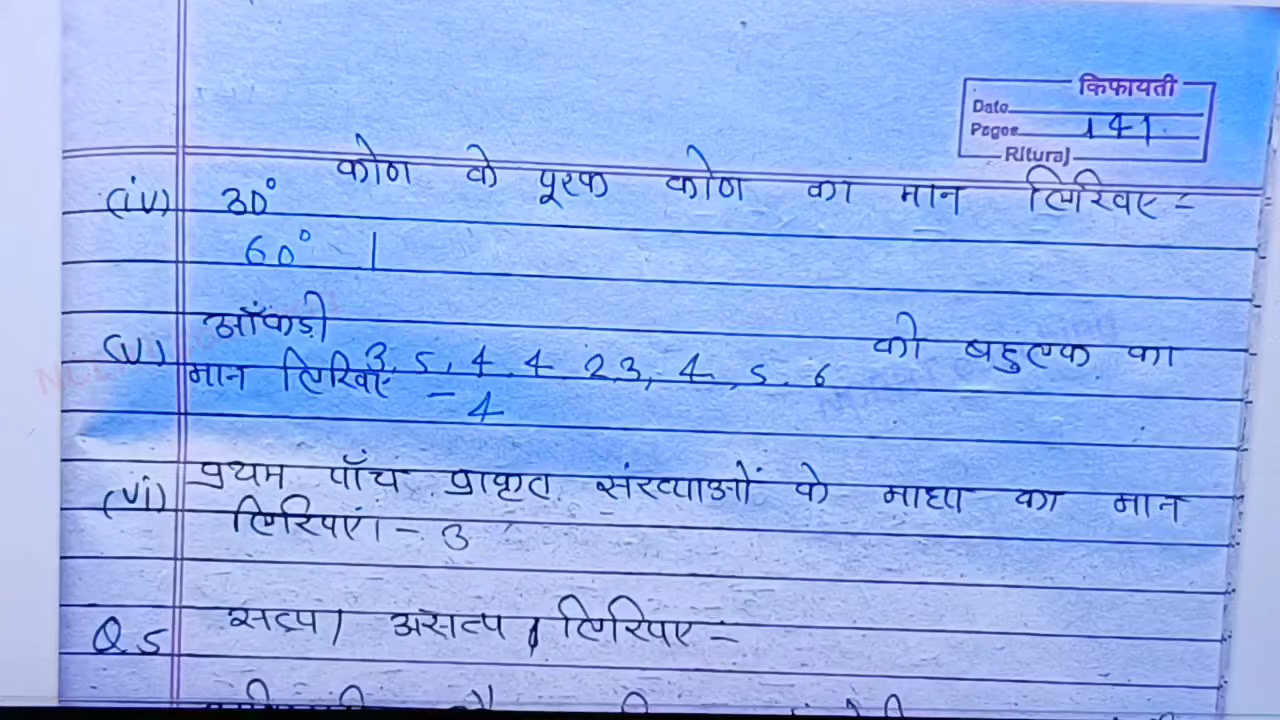 किफायती
Date
Pages 141
Rituraj
(iv) 30° कोण के पूरक कोण का मान लिखिए -
60° |
(v) आँकड़ो 3, 5, 4, 4 2 3, 4, 5, 6 की बहुलक का
मान लिखिए - 4
(vi) प्रथम पाँच प्राकृत संख्याओं के माध्य का मान
लिखिए। - 3
Q 5 सत्य / असत्य लिखिए -